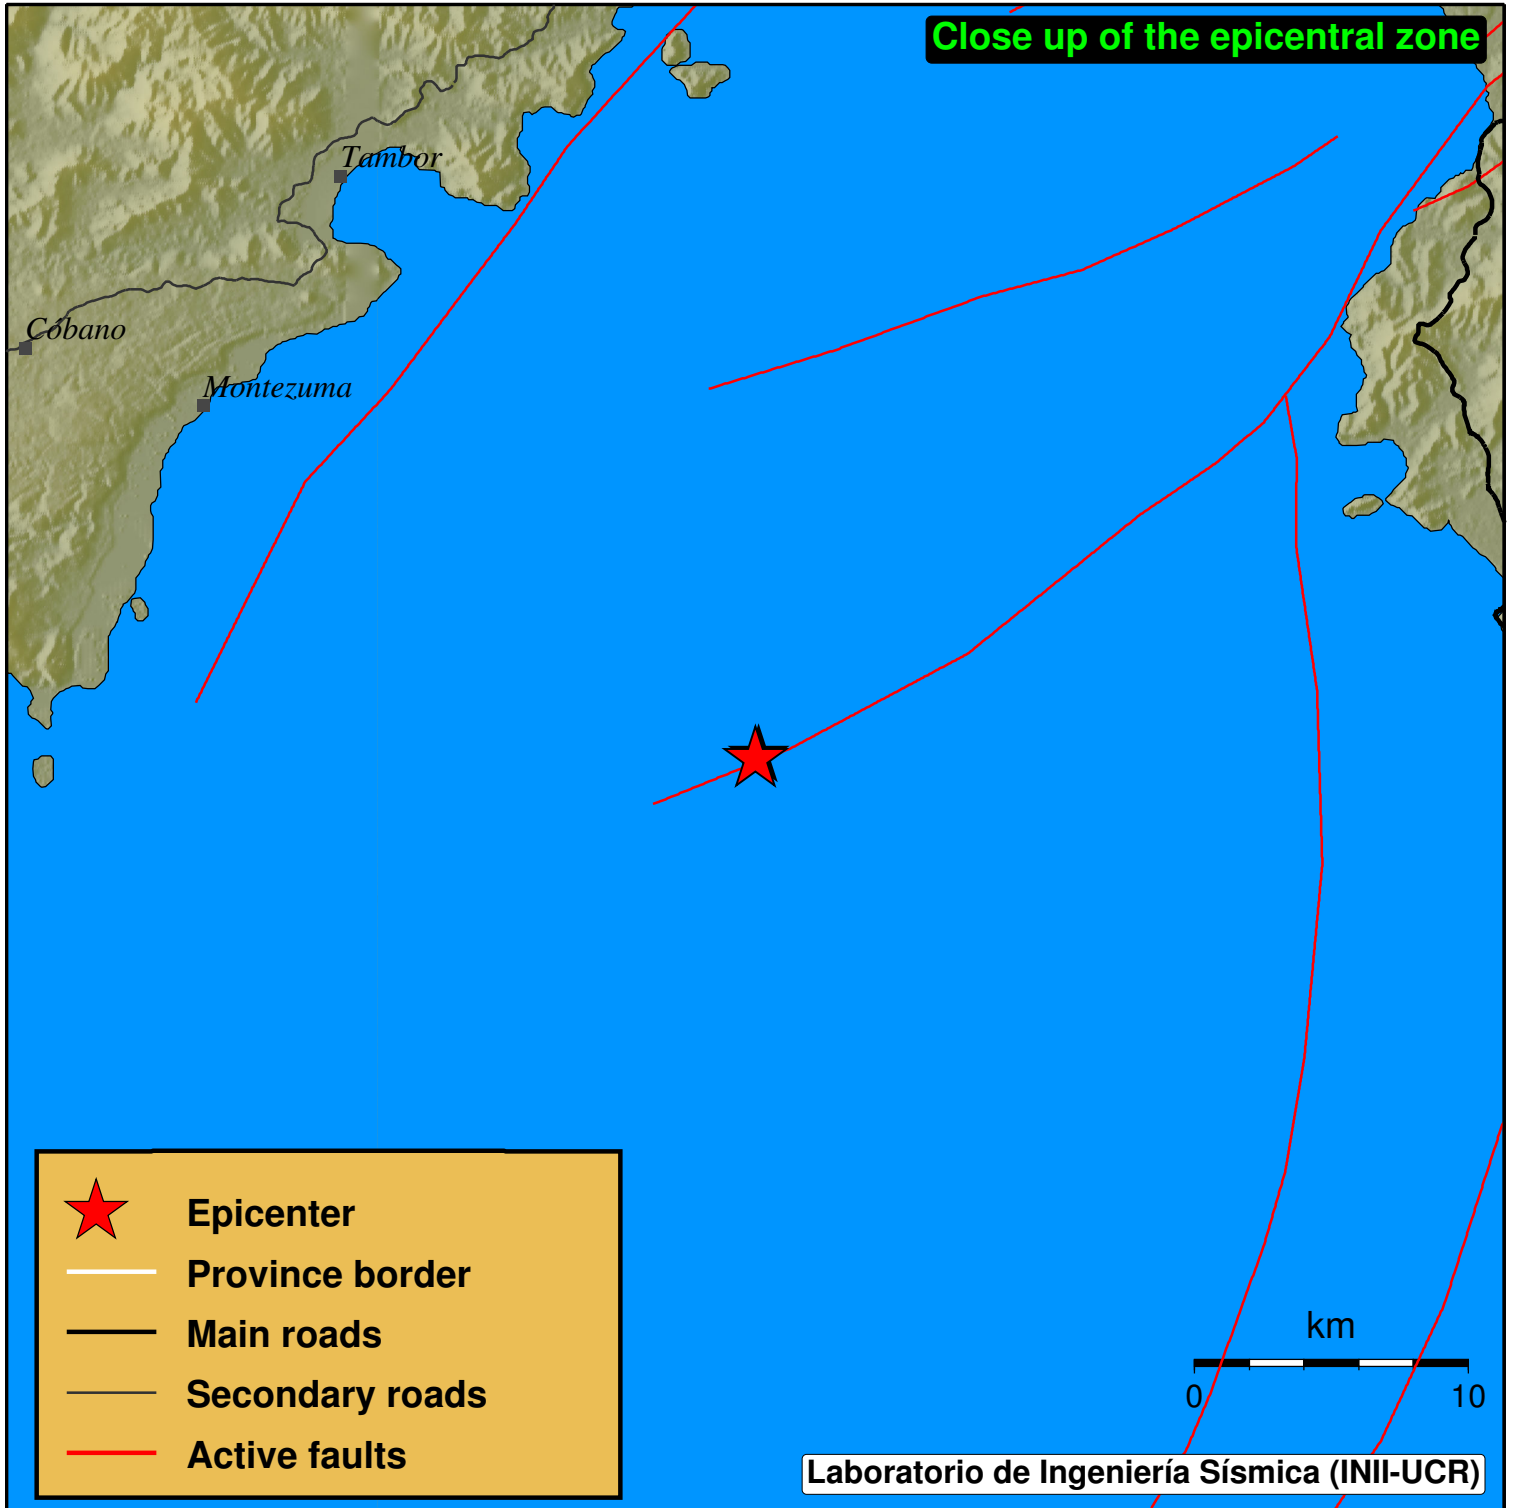 Close up of the epicentral zone
Tambor
Cóbano
Montezuma
Epicenter
Province border
Main roads
Secondary roads
Active faults
km
0 10
Laboratorio de Ingeniería Sísmica (INII-UCR)